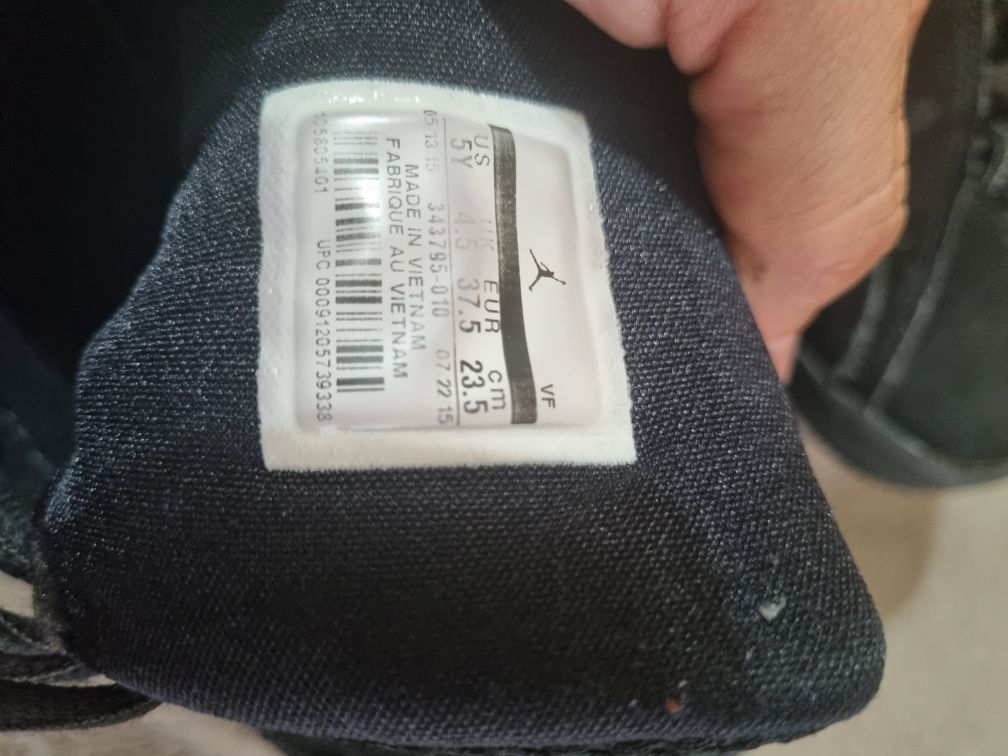 VF
US UK EUR cm
5Y 4.5 37.5 23.5
05 13 15 343795-010 07 22 15
MADE IN VIETNAM
FABRIQUE AU VIETNAM
UPC 00091205739338
105805401